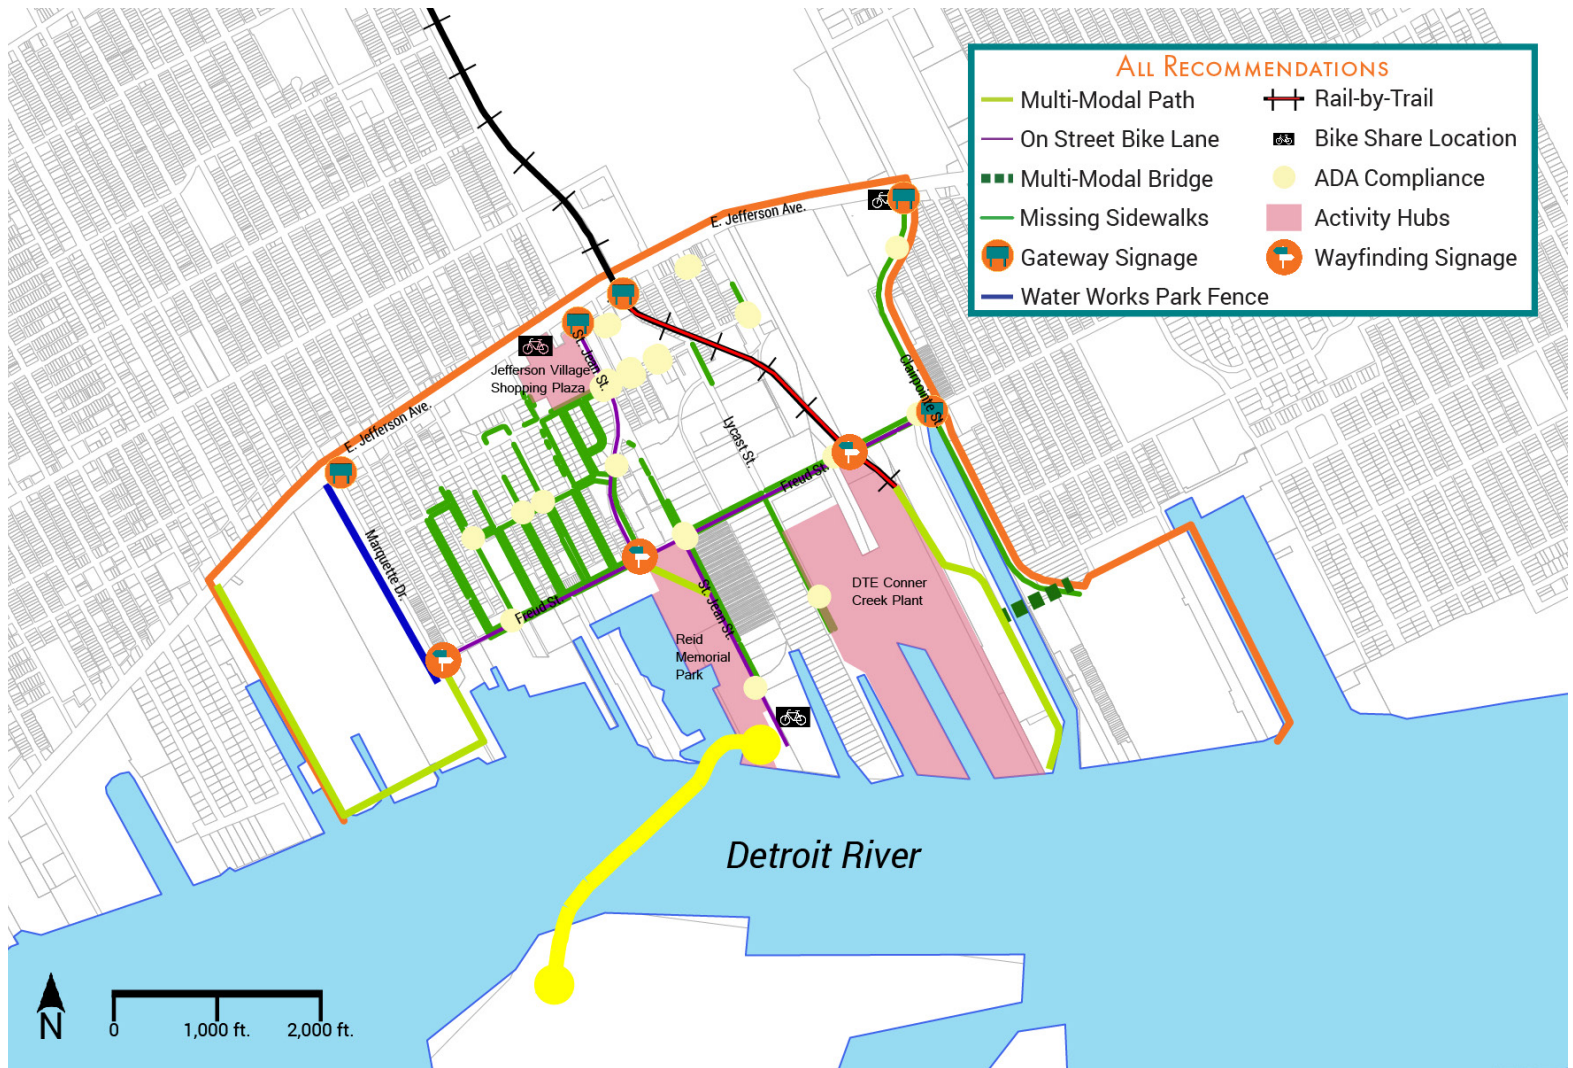 ALL RECOMMENDATIONS
Multi-Modal Path
Rail-by-Trail
On Street Bike Lane
Bike Share Location
Multi-Modal Bridge
ADA Compliance
Missing Sidewalks
Activity Hubs
Gateway Signage
Wayfinding Signage
Water Works Park Fence
E. Jefferson Ave.
St. Jean St.
Jefferson Village
Shopping Plaza
Clairpointe St.
E. Jefferson Ave.
Lycast St.
Freud St.
Marquette Dr.
DTE Conner
Creek Plant
Freud St.
St. Jean St.
Reid
Memorial
Park
Detroit River
N
0
1,000 ft.
2,000 ft.